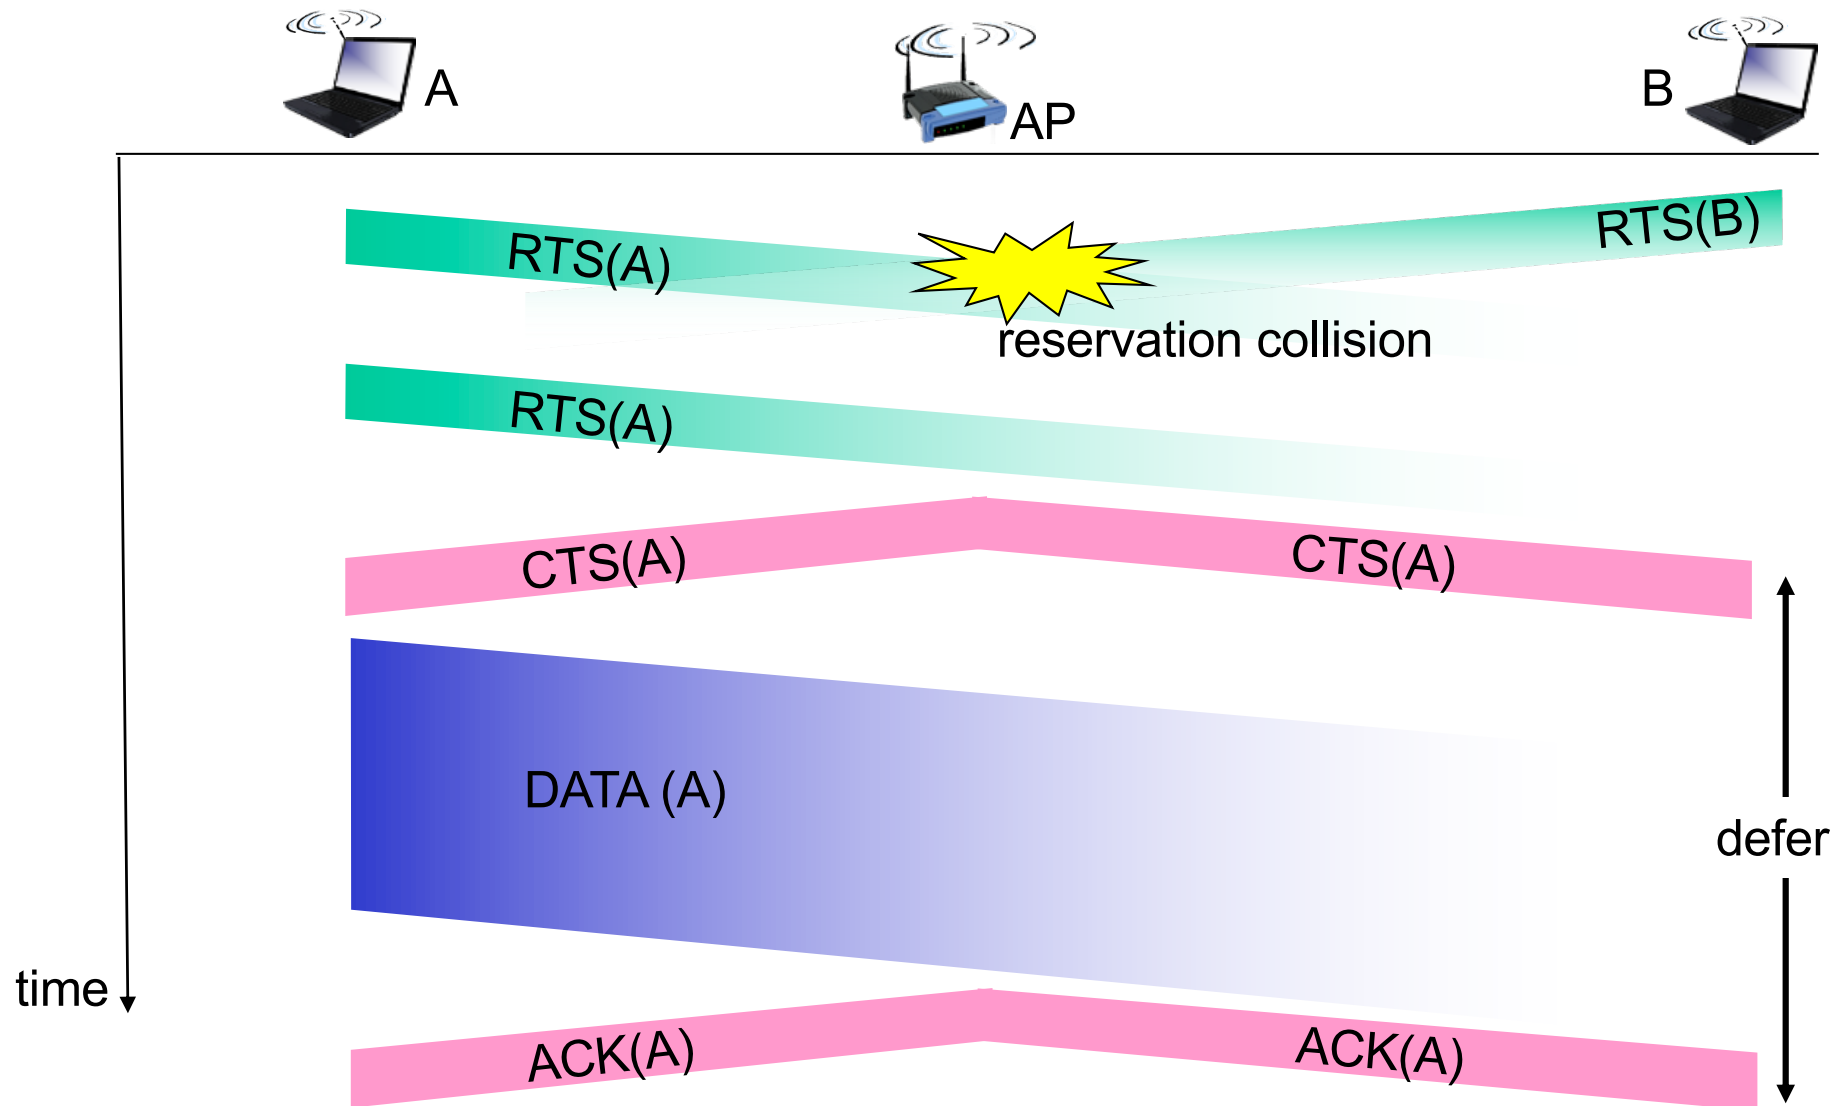 A
AP
B
RTS(A)
RTS(B)
reservation collision
RTS(A)
CTS(A)
CTS(A)
DATA (A)
defer
time
ACK(A)
ACK(A)